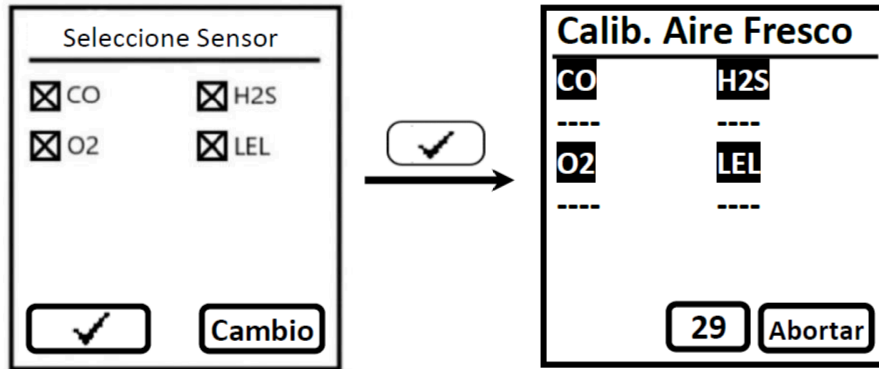 Seleccione Sensor
CO H2S
O2 LEL
Cambio
Calib. Aire Fresco
CO H2S
---- ----
O2 LEL
---- ----
29 Abortar